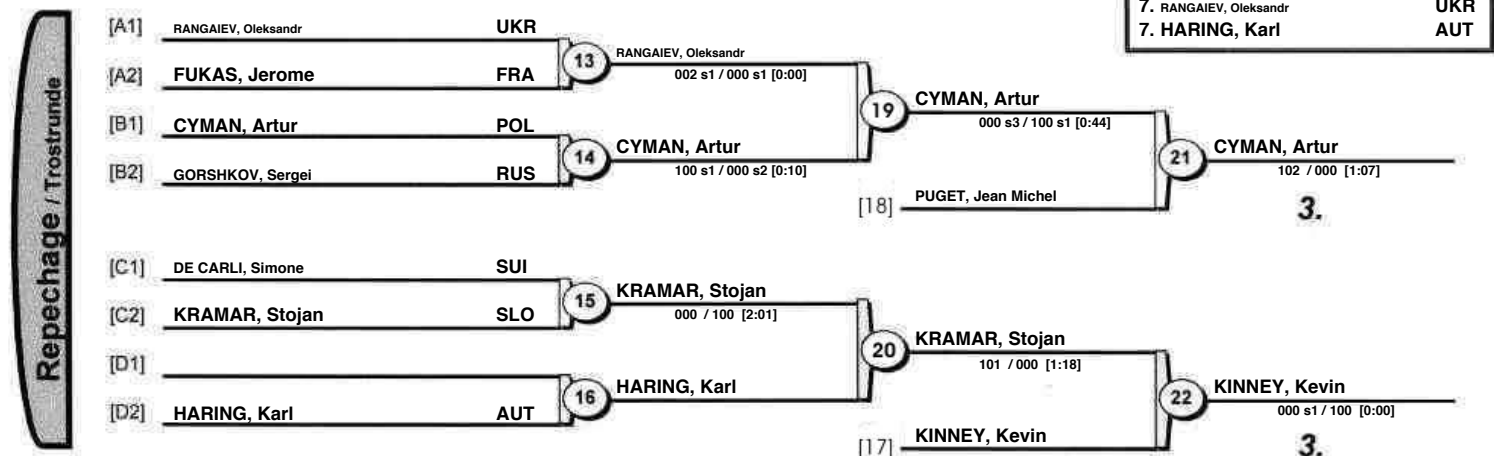 7. RANGAIEV, Oleksandr UKR
7. HARING, Karl AUT
Repechage / Trostrunde
[A1] RANGAIEV, Oleksandr UKR
[A2] FUKAS, Jerome FRA
13 RANGAIEV, Oleksandr
002 s1 / 000 s1 [0:00]
[B1] CYMAN, Artur POL
[B2] GORSHKOV, Sergei RUS
14 CYMAN, Artur
100 s1 / 000 s2 [0:10]
19 CYMAN, Artur
000 s3 / 100 s1 [0:44]
[18] PUGET, Jean Michel
21 CYMAN, Artur
102 / 000 [1:07]
3.
[C1] DE CARLI, Simone SUI
[C2] KRAMAR, Stojan SLO
15 KRAMAR, Stojan
000 / 100 [2:01]
[D1]
[D2] HARING, Karl AUT
16 HARING, Karl
20 KRAMAR, Stojan
101 / 000 [1:18]
[17] KINNEY, Kevin
22 KINNEY, Kevin
000 s1 / 100 [0:00]
3.